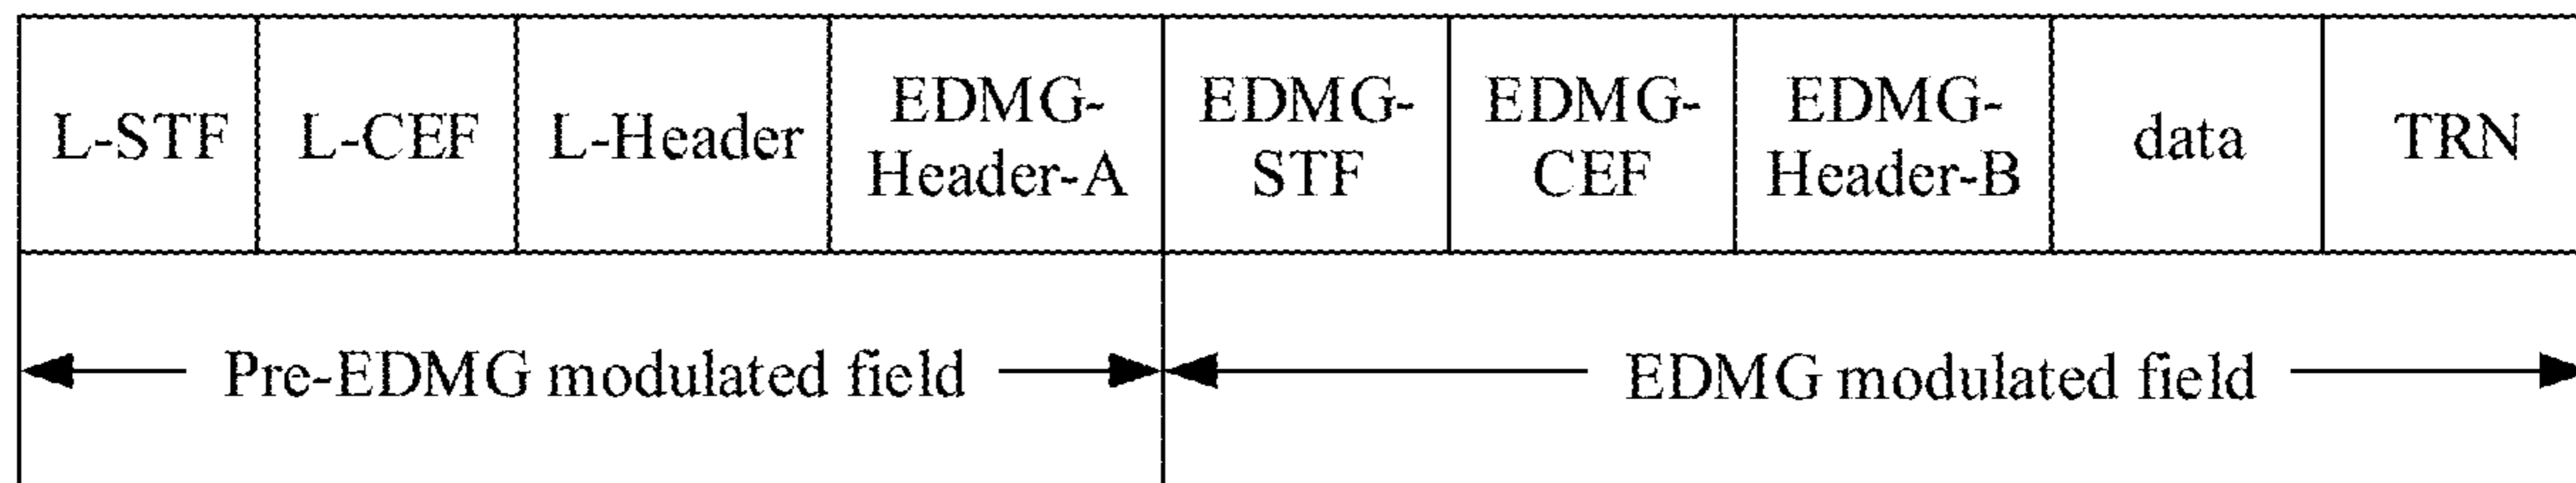 L-STF
L-CEF
L-Header
EDMG-
Header-A
EDMG-
STF
EDMG-
CEF
EDMG-
Header-B
data
TRN
Pre-EDMG modulated field
EDMG modulated field